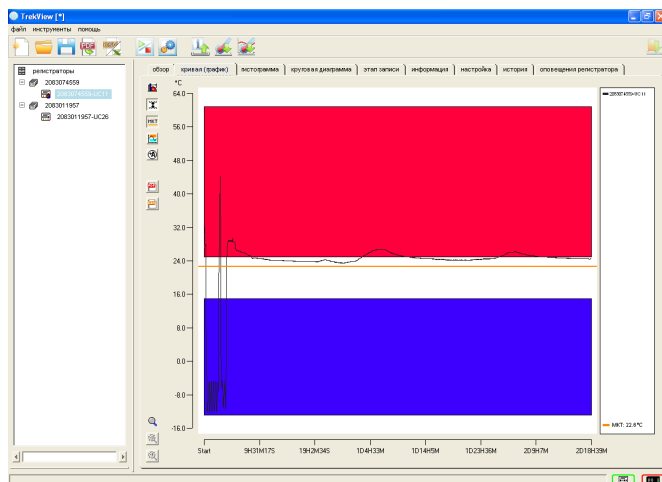 TrekView [*]
файл инструменты помощь
PDF
обзор кривая (график) гистограмма круговая диаграмма этап записи информация настройка история оповещения регистратора
регистраторы
2083074559
2083074559-UC11
2083011957
2083011957-UC26
MKT
°C
64.0
56.0
48.0
40.0
32.0
24.0
16.0
8.0
0.0
-8.0
-16.0
Start 9H31M17S 19H2M34S 1D4H33M 1D14H5M 1D23H36M 2D9H7M 2D18H39M
2083074559-UC11
MKT: 22.6°C